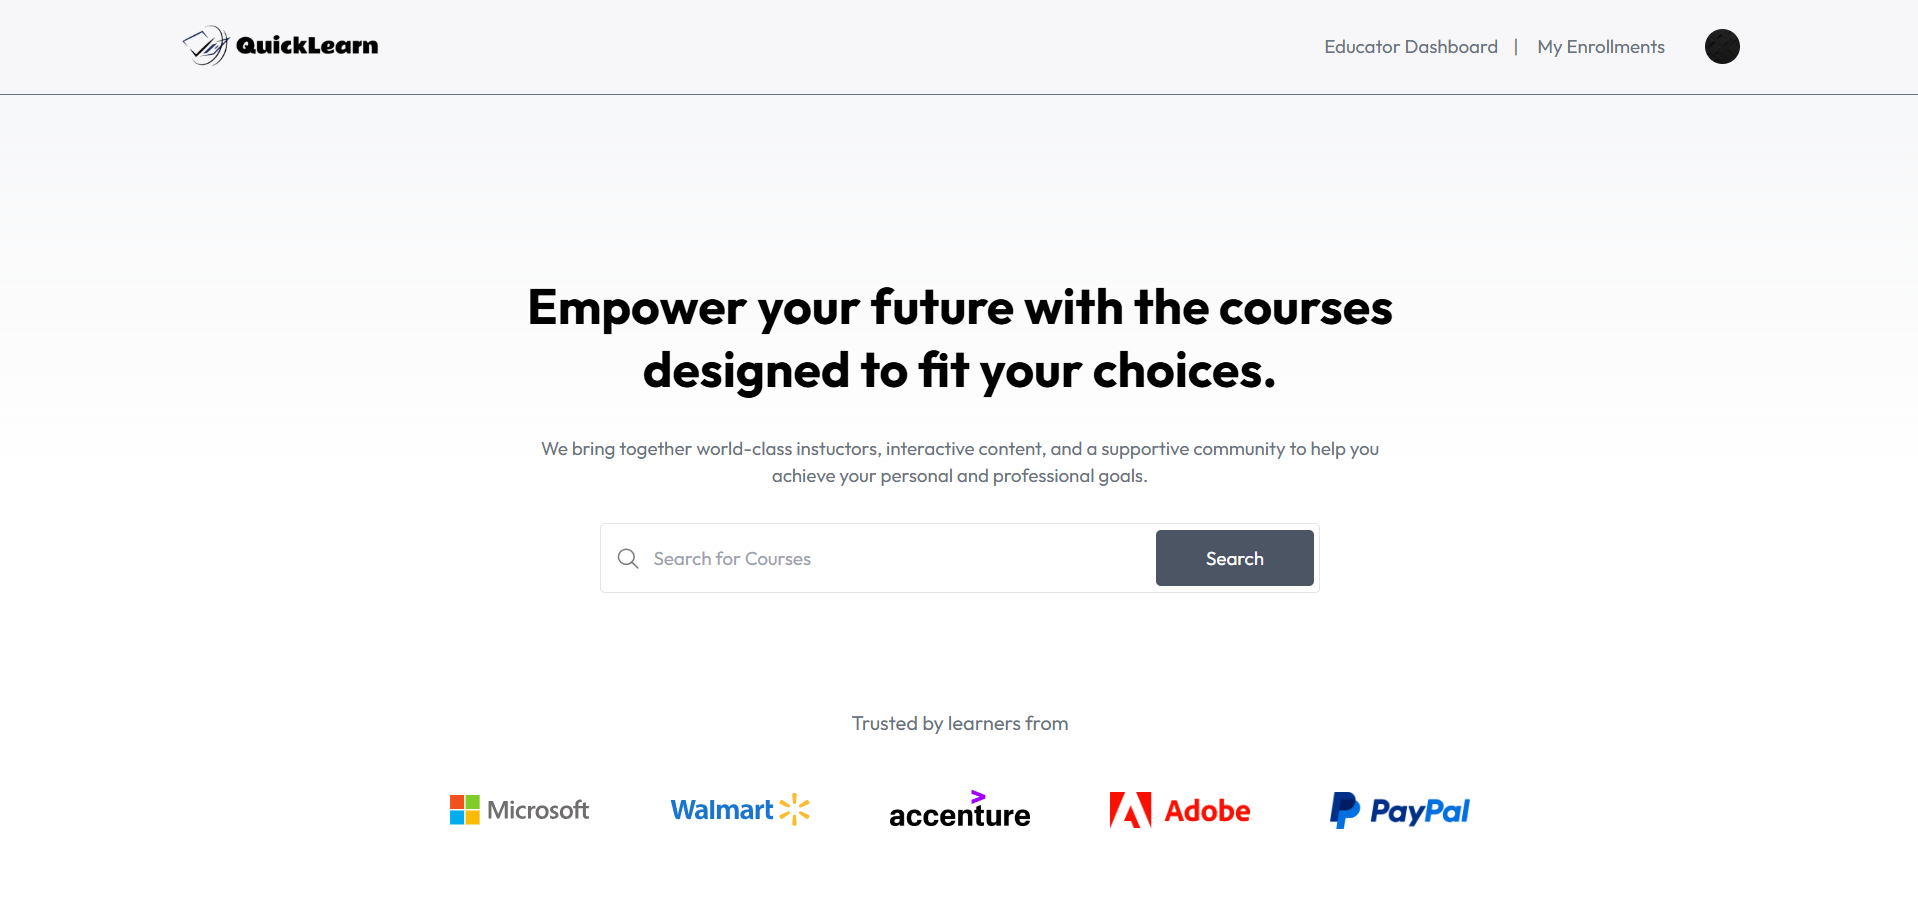 QuickLearn
Educator Dashboard | My Enrollments
Empower your future with the courses
designed to fit your choices.
We bring together world-class instuctors, interactive content, and a supportive community to help you
achieve your personal and professional goals.
Search for Courses
Search
Trusted by learners from
Microsoft
Walmart
accenture
Adobe
PayPal